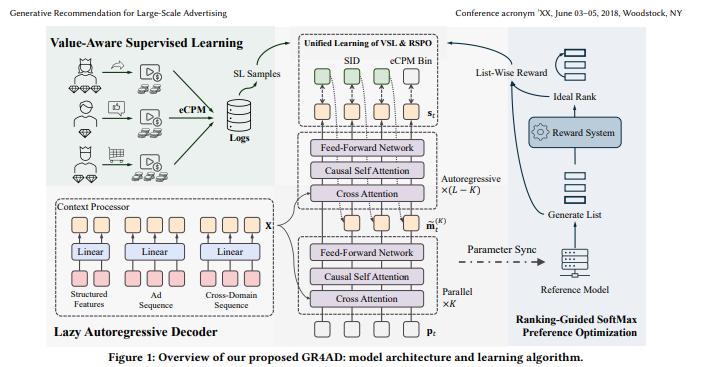 Generative Recommendation for Large-Scale Advertising
Conference acronym 'XX, June 03–05, 2018, Woodstock, NY
Value-Aware Supervised Learning
SL Samples
eCPM
Logs
Unified Learning of VSL & RSPO
SID
eCPM Bin
s_t
Feed-Forward Network
Causal Self Attention
Cross Attention
Autoregressive
×(L − K)
m̃_t^(K)
Feed-Forward Network
Causal Self Attention
Cross Attention
Parallel
×K
p_t
Context Processor
X
Linear
Linear
Linear
Structured
Features
Ad
Sequence
Cross-Domain
Sequence
Lazy Autoregressive Decoder
List-Wise Reward
Ideal Rank
Reward System
Generate List
Parameter Sync
Reference Model
Ranking-Guided SoftMax
Preference Optimization
Figure 1: Overview of our proposed GR4AD: model architecture and learning algorithm.